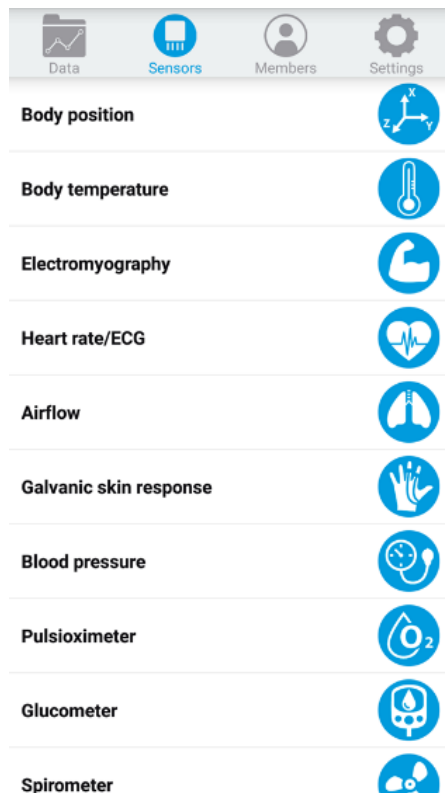 Data Sensors Members Settings
Body position
X
Z Y
Body temperature
Electromyography
Heart rate/ECG
Airflow
Galvanic skin response
Blood pressure
Pulsioximeter
O2
Glucometer
Spirometer